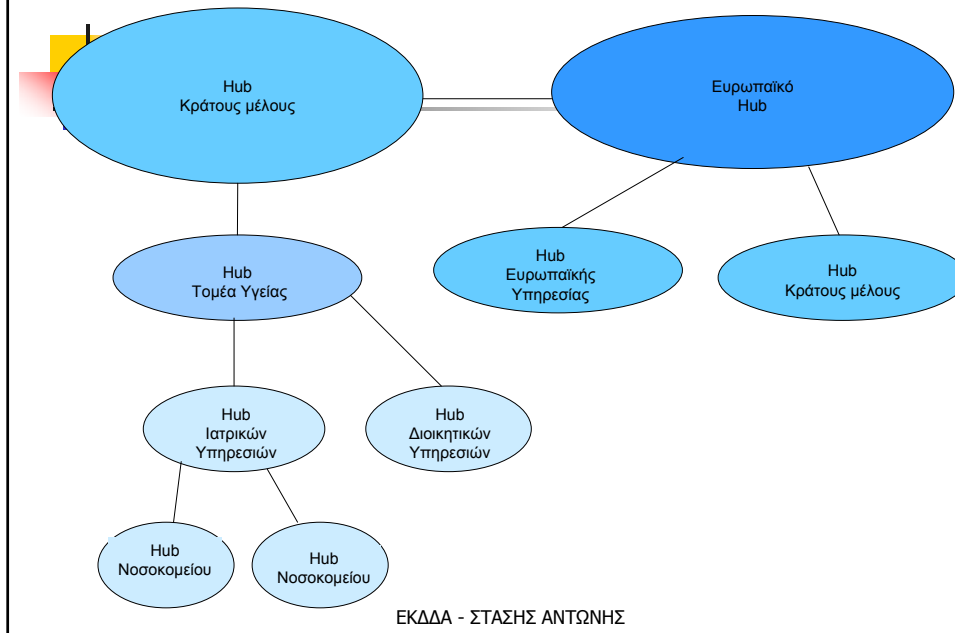 Hub
Κράτους μέλους
Ευρωπαϊκό
Hub
Hub
Τομέα Υγείας
Hub
Ευρωπαϊκής
Υπηρεσίας
Hub
Κράτους μέλους
Hub
Ιατρικών
Υπηρεσιών
Hub
Διοικητικών
Υπηρεσιών
Hub
Νοσοκομείου
Hub
Νοσοκομείου
ΕΚΔΔΑ - ΣΤΑΣΗΣ ΑΝΤΩΝΗΣ